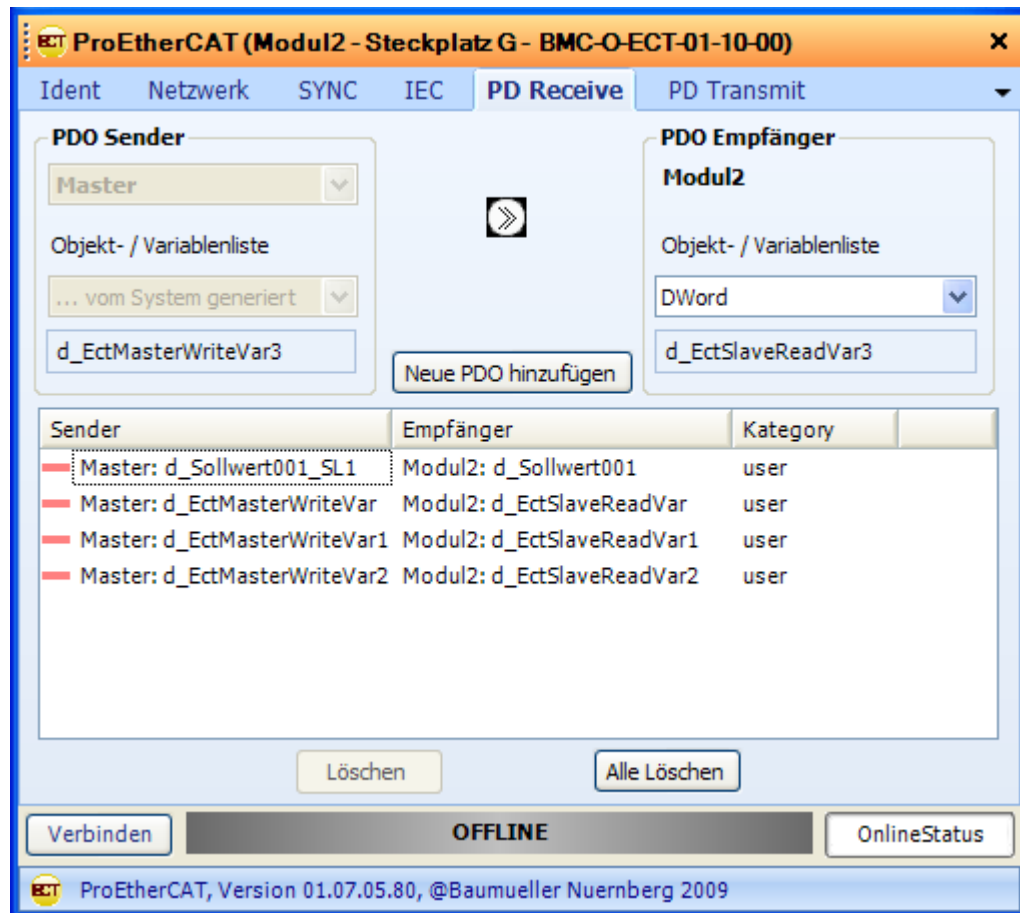 ECT ProEtherCAT (Modul2 - Steckplatz G - BMC-O-ECT-01-10-00)
Ident Netzwerk SYNC IEC PD Receive PD Transmit
PDO Sender PDO Empfänger
Master Modul2
Objekt- / Variablenliste Objekt- / Variablenliste
... vom System generiert DWord
d_EctMasterWriteVar3 d_EctSlaveReadVar3
Neue PDO hinzufügen
Sender Empfänger Kategory
Master: d_Sollwert001_SL1 Modul2: d_Sollwert001 user
Master: d_EctMasterWriteVar Modul2: d_EctSlaveReadVar user
Master: d_EctMasterWriteVar1 Modul2: d_EctSlaveReadVar1 user
Master: d_EctMasterWriteVar2 Modul2: d_EctSlaveReadVar2 user
Löschen Alle Löschen
Verbinden OFFLINE OnlineStatus
ECT ProEtherCAT, Version 01.07.05.80, @Baumueller Nuernberg 2009